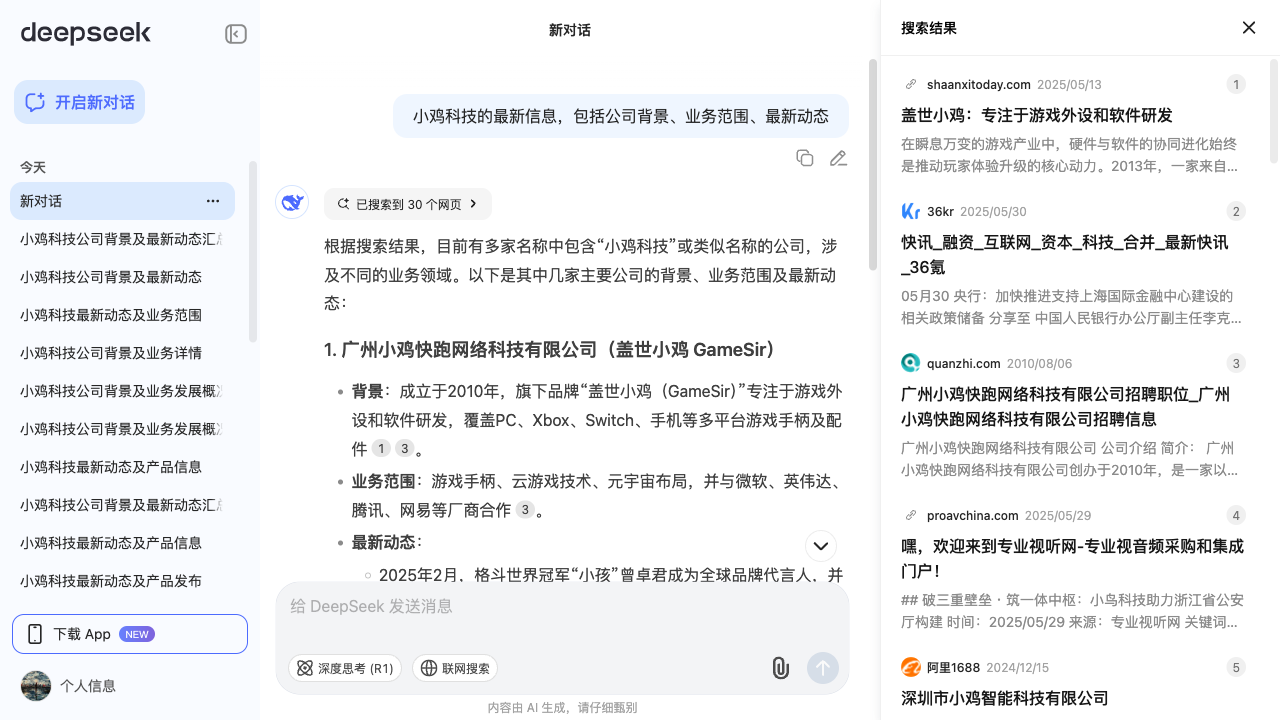 deepseek
开启新对话
今天
新对话
小鸡科技公司背景及最新动态汇总
小鸡科技公司背景及最新动态
小鸡科技最新动态及业务范围
小鸡科技公司背景及业务详情
小鸡科技公司背景及业务发展概况
小鸡科技公司背景及业务发展概况
小鸡科技最新动态及产品信息
小鸡科技公司背景及最新动态汇总
小鸡科技最新动态及产品信息
小鸡科技最新动态及产品发布
下载 App NEW
个人信息
新对话
小鸡科技的最新信息，包括公司背景、业务范围、最新动态
已搜索到 30 个网页
根据搜索结果，目前有多家名称中包含“小鸡科技”或类似名称的公司，涉
及不同的业务领域。以下是其中几家主要公司的背景、业务范围及最新动
态：
1. 广州小鸡快跑网络科技有限公司（盖世小鸡 GameSir）
背景：成立于2010年，旗下品牌“盖世小鸡（GameSir）”专注于游戏外
设和软件研发，覆盖PC、Xbox、Switch、手机等多平台游戏手柄及配
件 1 3 。
业务范围：游戏手柄、云游戏技术、元宇宙布局，并与微软、英伟达、
腾讯、网易等厂商合作 3 。
最新动态：
2025年2月，格斗世界冠军“小孩”曾卓君成为全球品牌代言人，并
给 DeepSeek 发送消息
深度思考 (R1) 联网搜索
内容由 AI 生成，请仔细甄别
搜索结果
shaanxitoday.com 2025/05/13 1
盖世小鸡：专注于游戏外设和软件研发
在瞬息万变的游戏产业中，硬件与软件的协同进化始终
是推动玩家体验升级的核心动力。2013年，一家来自...
36kr 2025/05/30 2
快讯_融资_互联网_资本_科技_合并_最新快讯
_36氪
05月30 央行：加快推进支持上海国际金融中心建设的
相关政策储备 分享至 中国人民银行办公厅副主任李克...
quanzhi.com 2010/08/06 3
广州小鸡快跑网络科技有限公司招聘职位_广州
小鸡快跑网络科技有限公司招聘信息
广州小鸡快跑网络科技有限公司 公司介绍 简介： 广州
小鸡快跑网络科技有限公司创办于2010年，是一家以...
proavchina.com 2025/05/29 4
嘿，欢迎来到专业视听网-专业视音频采购和集成
门户！
## 破三重壁垒・筑一体中枢：小鸟科技助力浙江省公安
厅构建 时间：2025/05/29 来源：专业视听网 关键词...
阿里1688 2024/12/15 5
深圳市小鸡智能科技有限公司